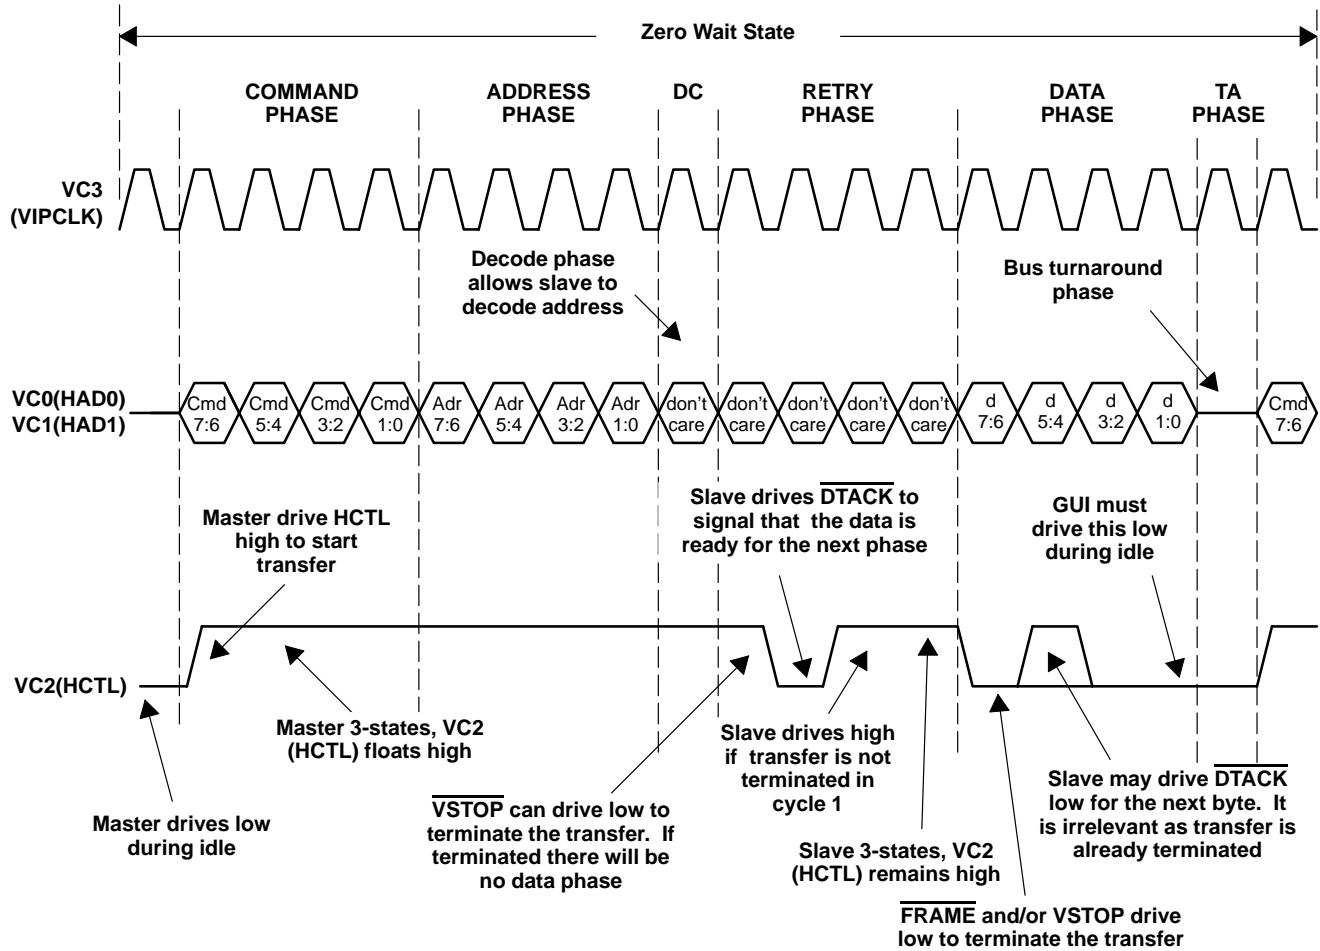 Zero Wait State
COMMAND
PHASE
ADDRESS
PHASE
DC
RETRY
PHASE
DATA
PHASE
TA
PHASE
VC3
(VIPCLK)
Decode phase
allows slave to
decode address
Bus turnaround
phase
VC0(HAD0)
VC1(HAD1)
Cmd
7:6
Cmd
5:4
Cmd
3:2
Cmd
1:0
Adr
7:6
Adr
5:4
Adr
3:2
Adr
1:0
don't
care
don't
care
don't
care
don't
care
don't
care
d
7:6
d
5:4
d
3:2
d
1:0
Cmd
7:6
Master drive HCTL
high to start
transfer
Slave drives DTACK to
signal that the data is
ready for the next phase
GUI must
drive this low
during idle
VC2(HCTL)
Master 3-states, VC2
(HCTL) floats high
Master drives low
during idle
VSTOP can drive low to
terminate the transfer. If
terminated there will be
no data phase
Slave drives high
if transfer is not
terminated in
cycle 1
Slave 3-states, VC2
(HCTL) remains high
Slave may drive DTACK
low for the next byte. It
is irrelevant as transfer is
already terminated
FRAME and/or VSTOP drive
low to terminate the transfer